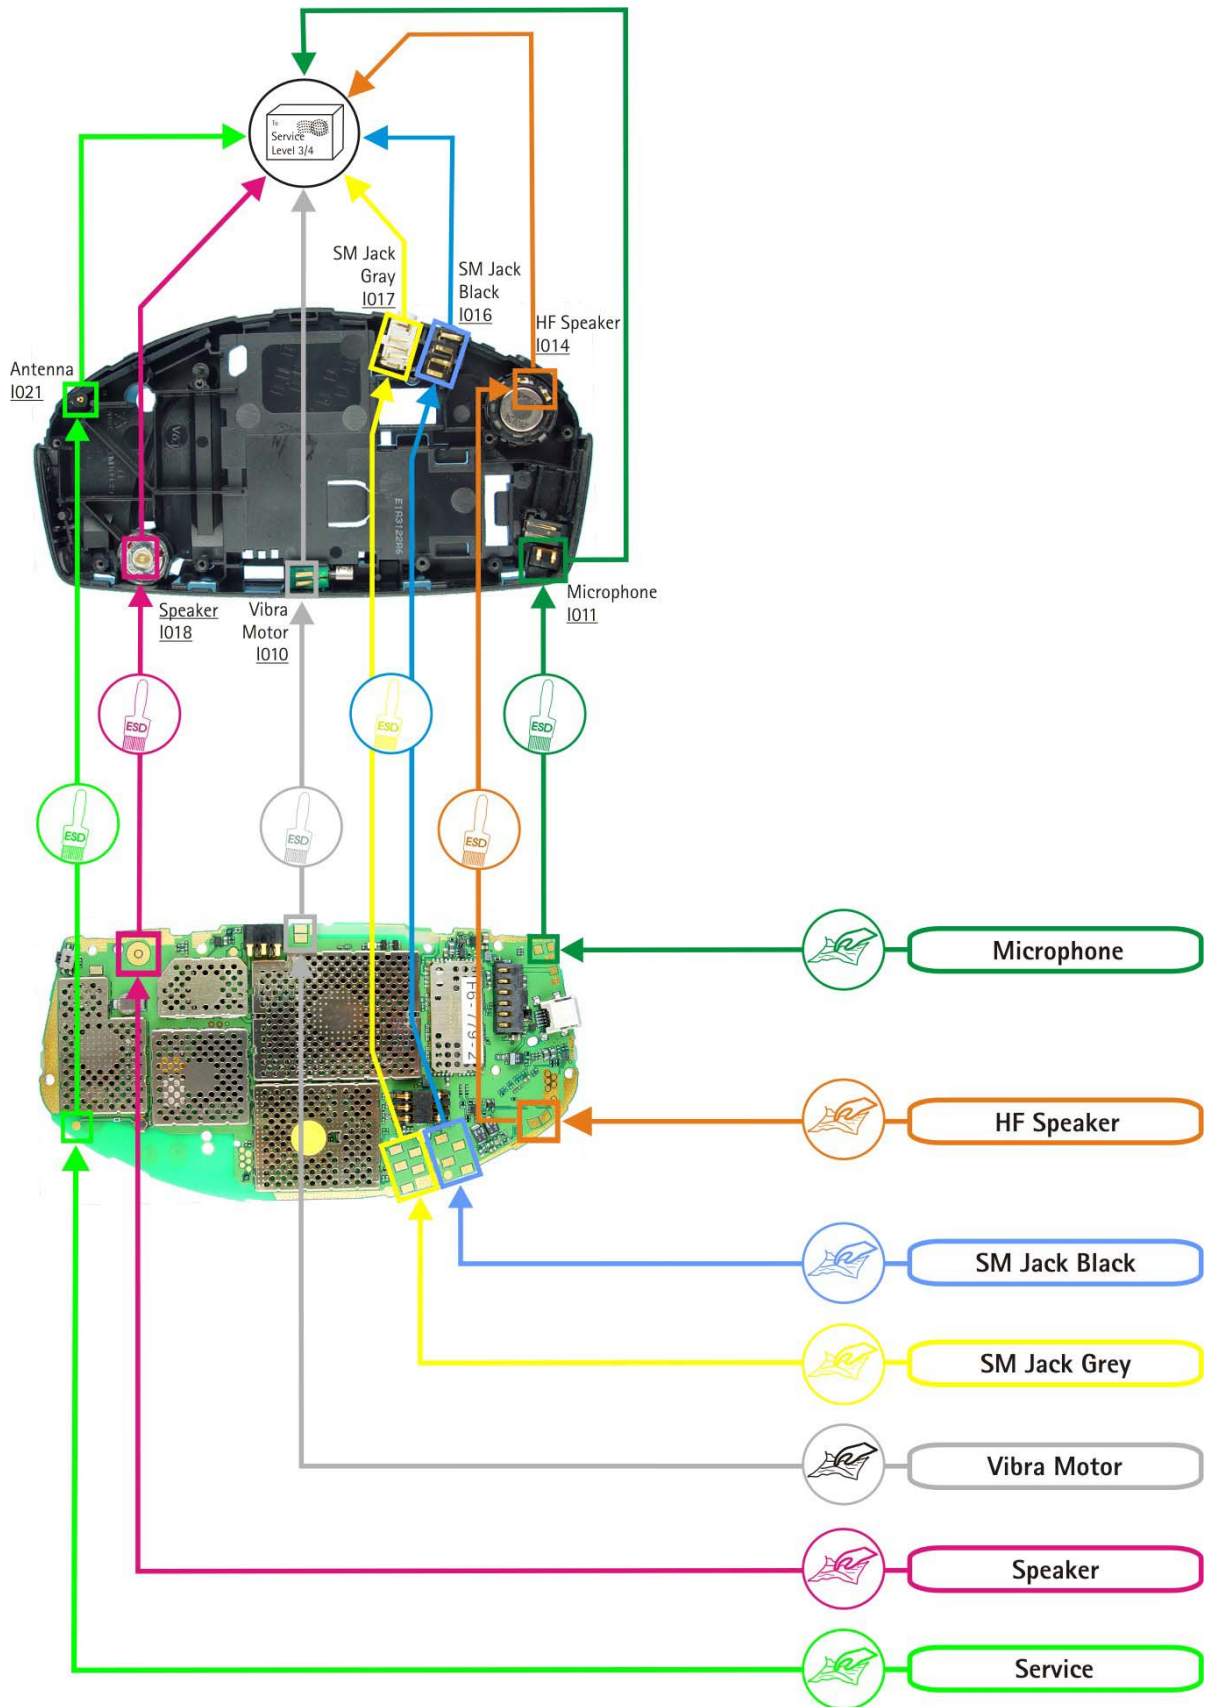 To
Service
Level 3/4
SM Jack
Gray
I017
SM Jack
Black
I016
HF Speaker
I014
Antenna
I021
E1A3122A6
Speaker
I018
Vibra
Motor
I010
Microphone
I011
ESD
ESD
ESD
ESD
ESD
ESD
Microphone
HF Speaker
SM Jack Black
SM Jack Grey
Vibra Motor
Speaker
Service